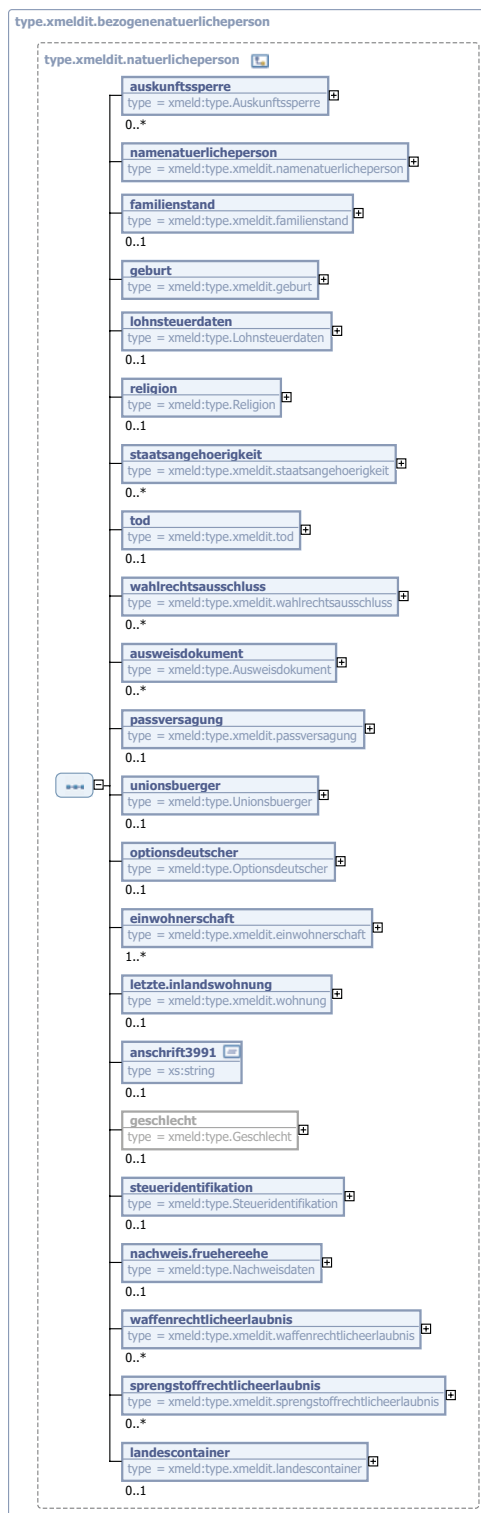 type.xmeldit.bezogenenatuerlicheperson
type.xmeldit.natuerlicheperson
auskunftssperre
type = xmeld:type.Auskunftssperre
0..*
namenatuerlicheperson
type = xmeld:type.xmeldit.namenatuerlicheperson
familienstand
type = xmeld:type.xmeldit.familienstand
0..1
geburt
type = xmeld:type.xmeldit.geburt
lohnsteuerdaten
type = xmeld:type.Lohnsteuerdaten
0..1
religion
type = xmeld:type.Religion
0..1
staatsangehoerigkeit
type = xmeld:type.xmeldit.staatsangehoerigkeit
0..*
tod
type = xmeld:type.xmeldit.tod
0..1
wahlrechtsausschluss
type = xmeld:type.xmeldit.wahlrechtsausschluss
0..*
ausweisdokument
type = xmeld:type.Ausweisdokument
0..*
passversagung
type = xmeld:type.xmeldit.passversagung
0..1
unionsbuerger
type = xmeld:type.Unionsbuerger
0..1
optionsdeutscher
type = xmeld:type.Optionsdeutscher
0..1
einwohnerschaft
type = xmeld:type.xmeldit.einwohnerschaft
1..*
letzte.inlandswohnung
type = xmeld:type.xmeldit.wohnung
0..1
anschrift3991
type = xs:string
0..1
geschlecht
type = xmeld:type.Geschlecht
0..1
steueridentifikation
type = xmeld:type.Steueridentifikation
0..1
nachweis.fruehereehe
type = xmeld:type.Nachweisdaten
0..1
waffenrechtlicheerlaubnis
type = xmeld:type.xmeldit.waffenrechtlicheerlaubnis
0..*
sprengstoffrechtlicheerlaubnis
type = xmeld:type.xmeldit.sprengstoffrechtlicheerlaubnis
0..*
landescontainer
type = xmeld:type.xmeldit.landescontainer
0..1